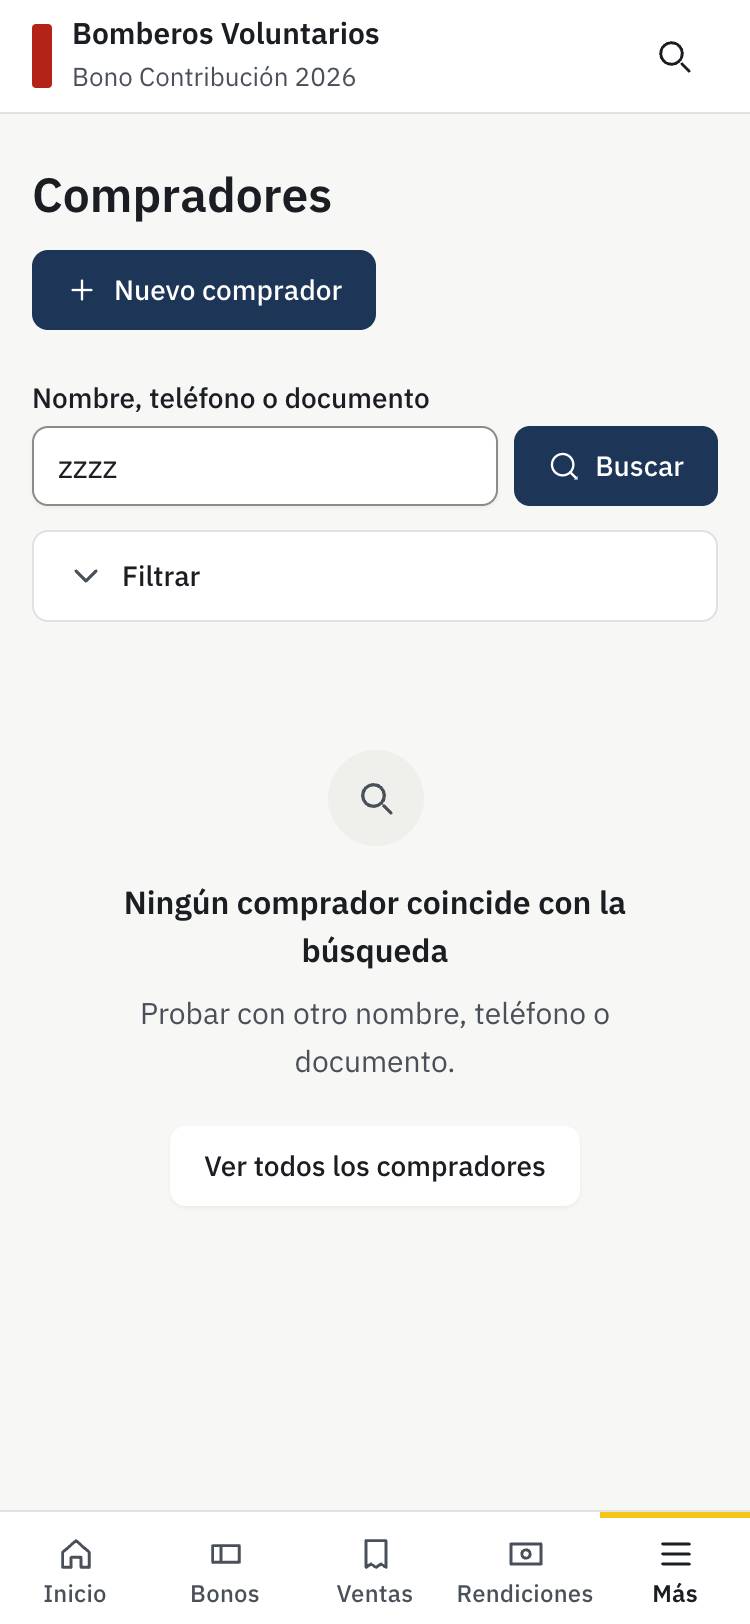 Bomberos Voluntarios
Bono Contribución 2026
Compradores
Nuevo comprador
Nombre, teléfono o documento
zzzz
Buscar
Filtrar
Ningún comprador coincide con la
búsqueda
Probar con otro nombre, teléfono o
documento.
Ver todos los compradores
Inicio
Bonos
Ventas
Rendiciones
Más